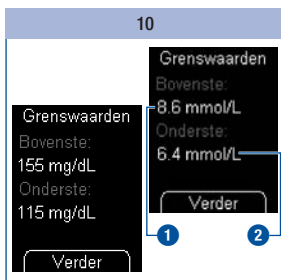 10
Grenswaarden
Bovenste:
155 mg/dL
Onderste:
115 mg/dL
Verder
Grenswaarden
Bovenste:
8.6 mmol/L
Onderste:
6.4 mmol/L
Verder
1
2